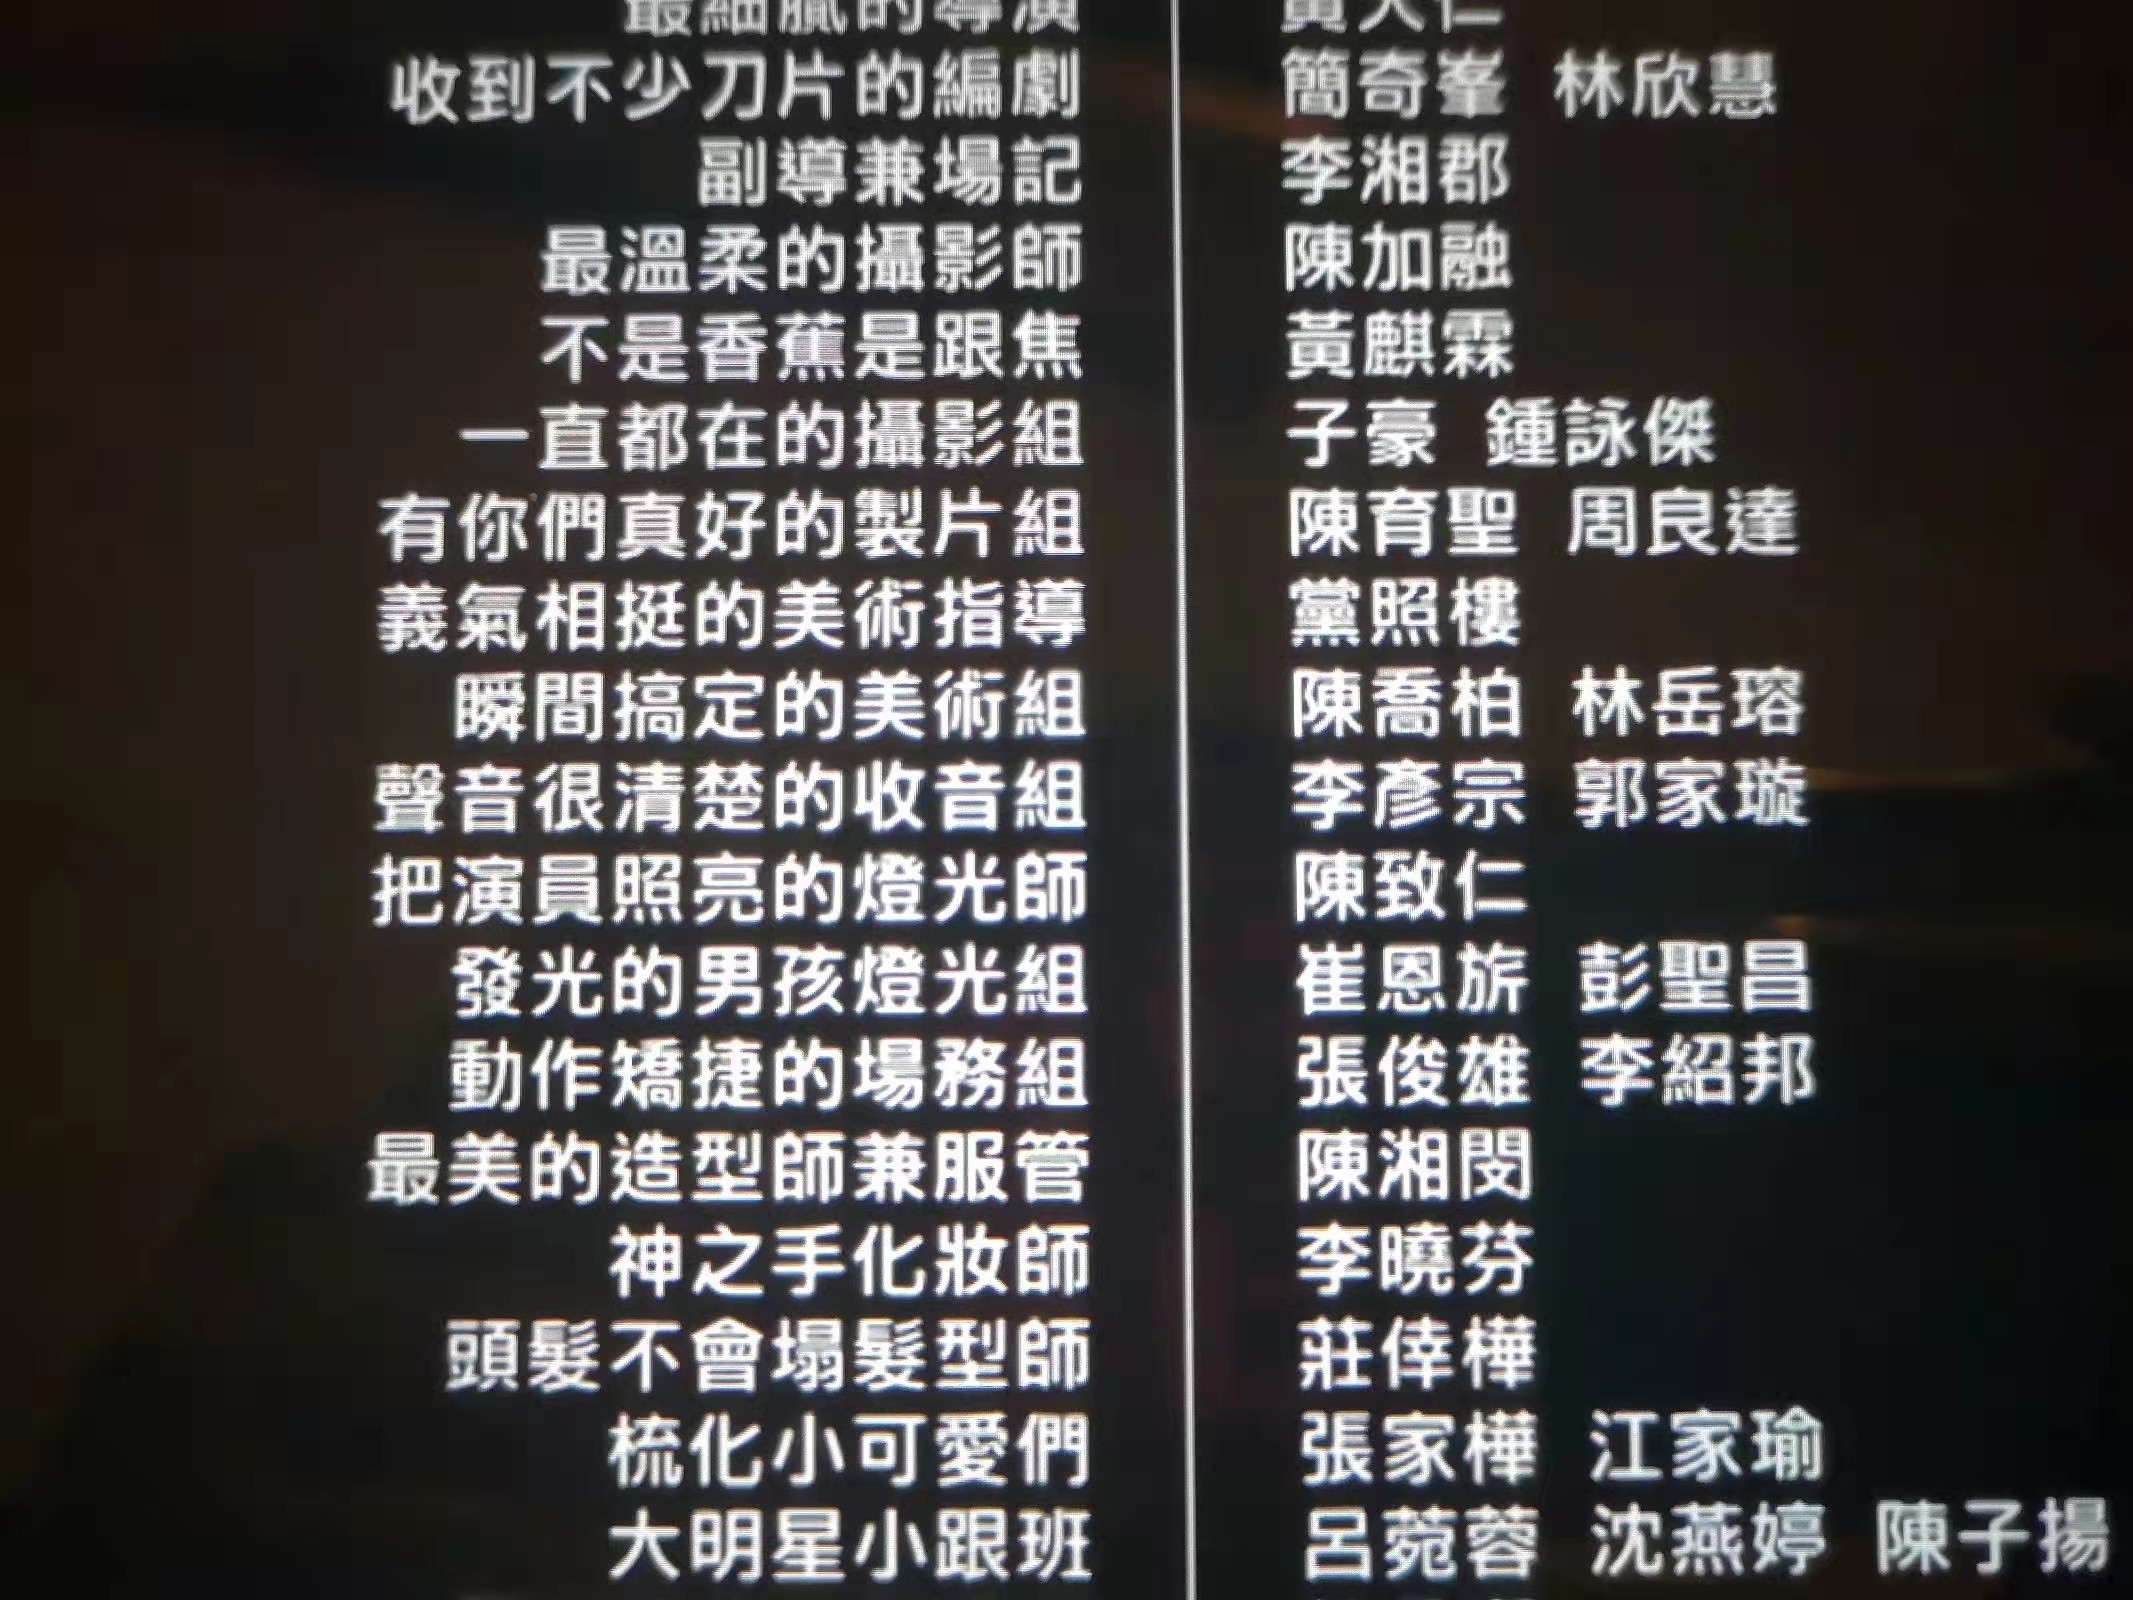 最細膩的導演 黃天仁
收到不少刀片的編劇 簡奇峯 林欣慧
副導兼場記 李湘郡
最溫柔的攝影師 陳加融
不是香蕉是跟焦 黃麒霖
一直都在的攝影組 子豪 鍾詠傑
有你們真好的製片組 陳育聖 周良達
義氣相挺的美術指導 黨照樓
瞬間搞定的美術組 陳喬柏 林岳瑢
聲音很清楚的收音組 李彥宗 郭家璇
把演員照亮的燈光師 陳致仁
發光的男孩燈光組 崔恩旂 彭聖昌
動作矯捷的場務組 張俊雄 李紹邦
最美的造型師兼服管 陳湘閔
神之手化妝師 李曉芬
頭髮不會塌髮型師 莊倖樺
梳化小可愛們 張家樺 江家瑜
大明星小跟班 呂菀蓉 沈燕婷 陳子揚